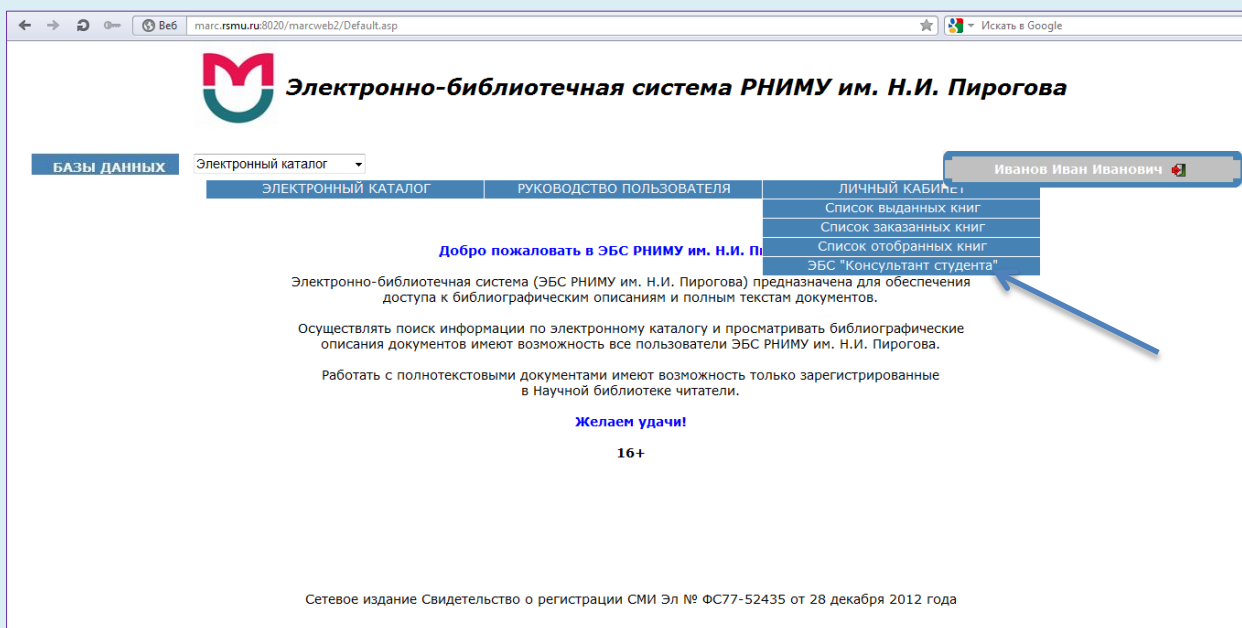 Веб
marc.rsmu.ru:8020/marcweb2/Default.asp
Искать в Google
Электронно-библиотечная система РНИМУ им. Н.И. Пирогова
БАЗЫ ДАННЫХ
Электронный каталог
Иванов Иван Иванович
ЭЛЕКТРОННЫЙ КАТАЛОГ
РУКОВОДСТВО ПОЛЬЗОВАТЕЛЯ
ЛИЧНЫЙ КАБИНЕТ
Список выданных книг
Список заказанных книг
Список отобранных книг
ЭБС "Консультант студента"
Добро пожаловать в ЭБС РНИМУ им. Н.И.
Электронно-библиотечная система (ЭБС РНИМУ им. Н.И. Пирогова) предназначена для обеспечения
доступа к библиографическим описаниям и полным текстам документов.
Осуществлять поиск информации по электронному каталогу и просматривать библиографические
описания документов имеют возможность все пользователи ЭБС РНИМУ им. Н.И. Пирогова.
Работать с полнотекстовыми документами имеют возможность только зарегистрированные
в Научной библиотеке читатели.
Желаем удачи!
16+
Сетевое издание Свидетельство о регистрации СМИ Эл № ФС77-52435 от 28 декабря 2012 года